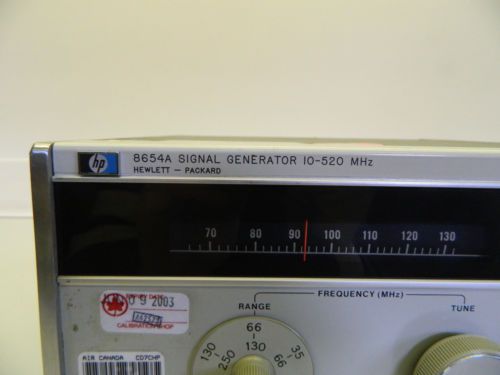 hp
8654A SIGNAL GENERATOR 10-520 MHz
HEWLETT — PACKARD
70 80 90 100 110 120 130
FREQUENCY (MHz)
RANGE
TUNE
9 2003
CALIBRATION SHOP
AIR CANADA CD7CHP
66
130 130 35
250 66